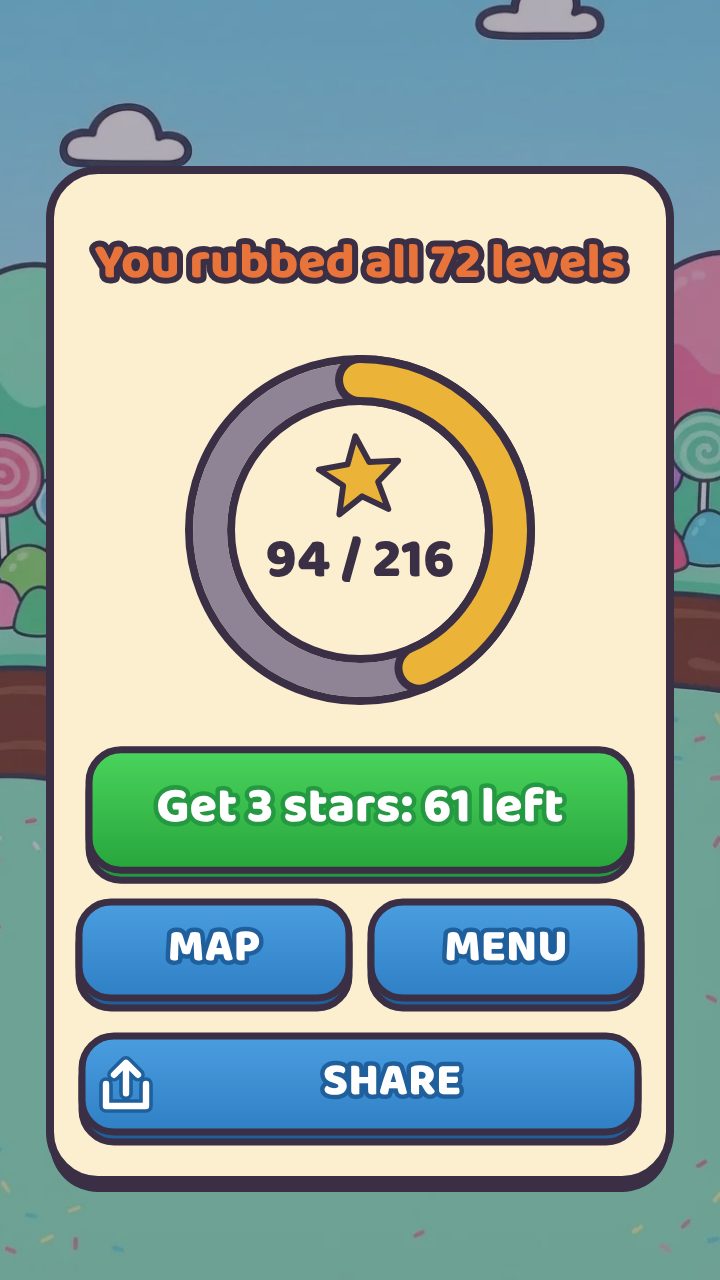 You rubbed all 72 levels
94 / 216
Get 3 stars: 61 left
MAP
MENU
SHARE